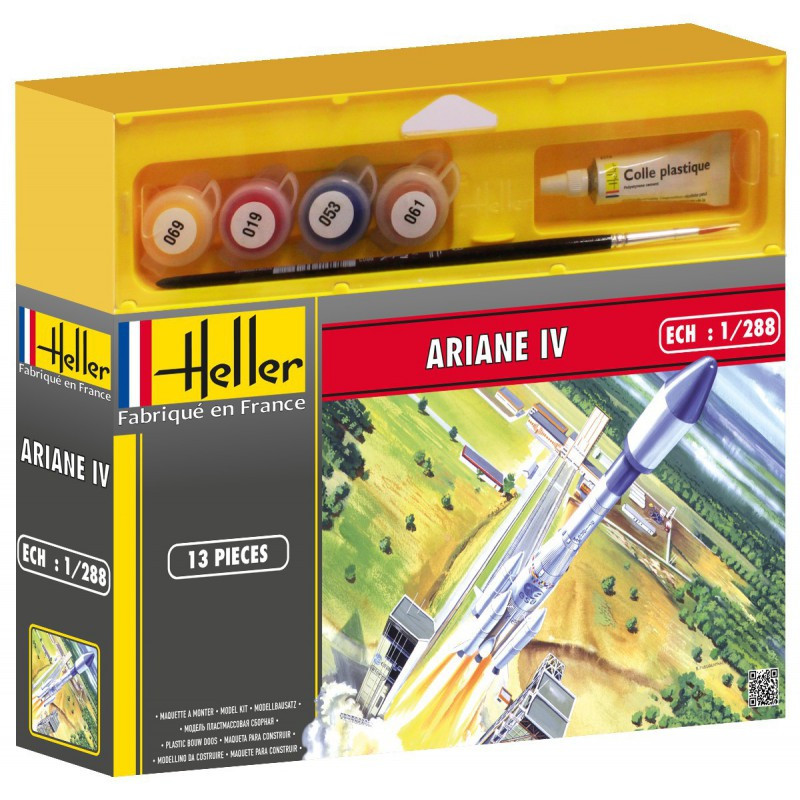 069
019
053
061
Heller
Colle plastique
Heller
Fabriqué en France
ARIANE IV
ECH : 1/288
Heller
Fabriqué en France
ARIANE IV
ECH : 1/288
13 PIECES
• MAQUETTE A MONTER • MODEL KIT • MODELLBAUSATZ •
• МОДЕЛЬ ПЛАСТМАССОВАЯ СБОРНАЯ •
• PLASTIC BOUW DOOS • MAQUETA PARA CONSTRUIR •
• MODELLINO DA COSTRUIRE • MAQUETE PARA CONSTRUIR •